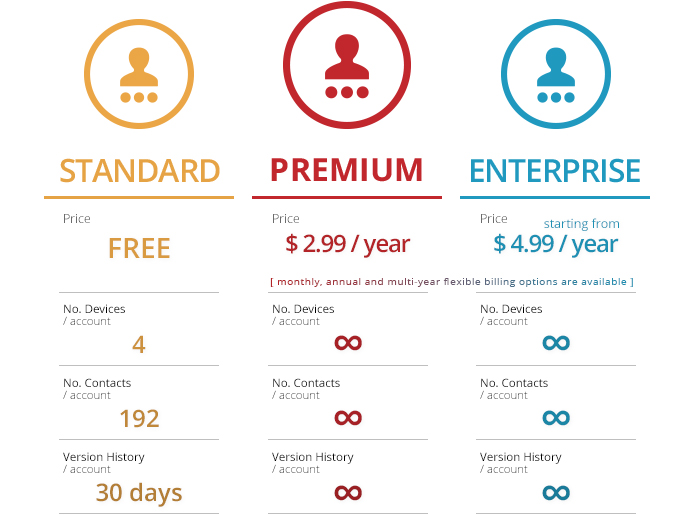 STANDARD
Price
FREE
No. Devices
/ account
4
No. Contacts
/ account
192
Version History
/ account
30 days
PREMIUM
Price
$ 2.99 / year
[ monthly, annual and multi-year flexible billing options are available ]
No. Devices
/ account
∞
No. Contacts
/ account
∞
Version History
/ account
∞
ENTERPRISE
Price
starting from
$ 4.99 / year
No. Devices
/ account
∞
No. Contacts
/ account
∞
Version History
/ account
∞